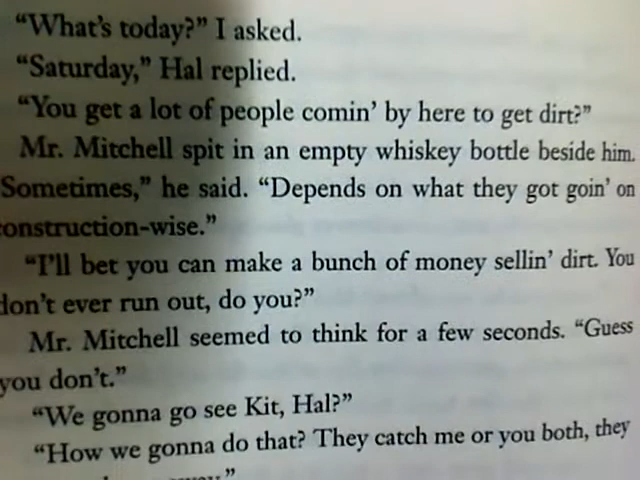 “What’s today?” I asked.
“Saturday,” Hal replied.
“You get a lot of people comin’ by here to get dirt?”
Mr. Mitchell spit in an empty whiskey bottle beside him.
Sometimes,” he said. “Depends on what they got goin’ on
onstruction-wise.”
“I’ll bet you can make a bunch of money sellin’ dirt. You
don’t ever run out, do you?”
Mr. Mitchell seemed to think for a few seconds. “Guess
you don’t.”
“We gonna go see Kit, Hal?”
“How we gonna do that? They catch me or you both, they